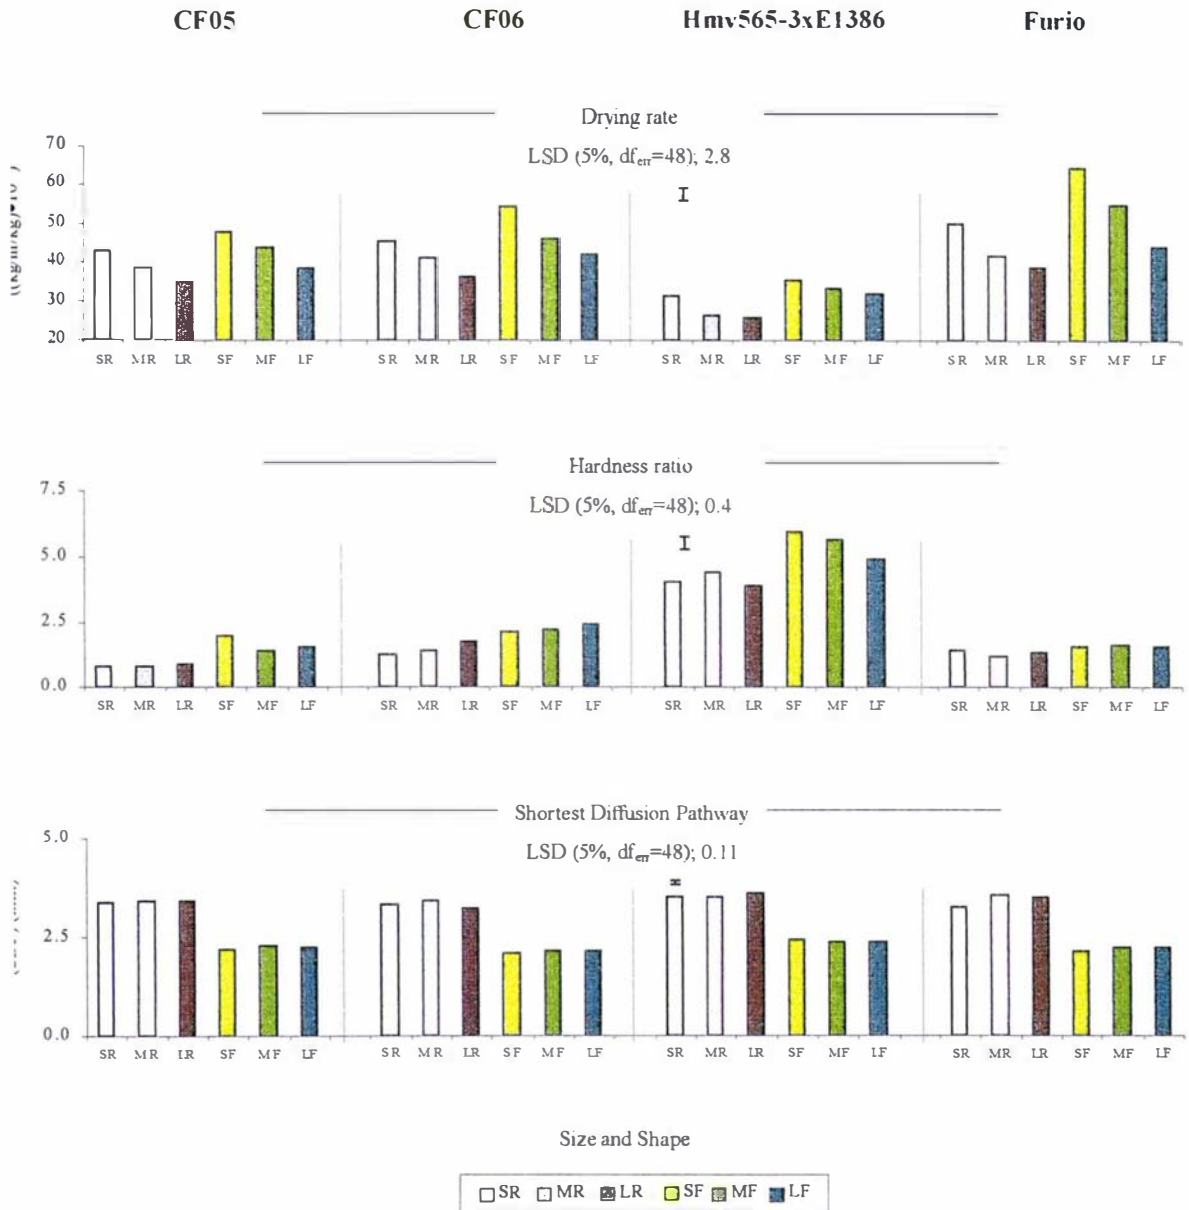 CF05 CF06 Hmv565-3xE1386 Furio
Drying rate
LSD (5%, df_err=48); 2.8
70
60
50
40
30
20
SR MR LR SF MF LF SR MR LR SF MF LF SR MR LR SF MF LF SR MR LR SF MF LF
Hardness ratio
LSD (5%, df_err=48); 0.4
7.5
5.0
2.5
0.0
SR MR LR SF MF LF SR MR LR SF MF LF SR MR LR SF MF LF SR MR LR SF MF LF
Shortest Diffusion Pathway
LSD (5%, df_err=48); 0.11
5.0
2.5
0.0
SR MR LR SF MF LF SR MR LR SF MF LF SR MR LR SF MF LF SR MR LR SF MF LF
Size and Shape
SR MR LR SF MF LF